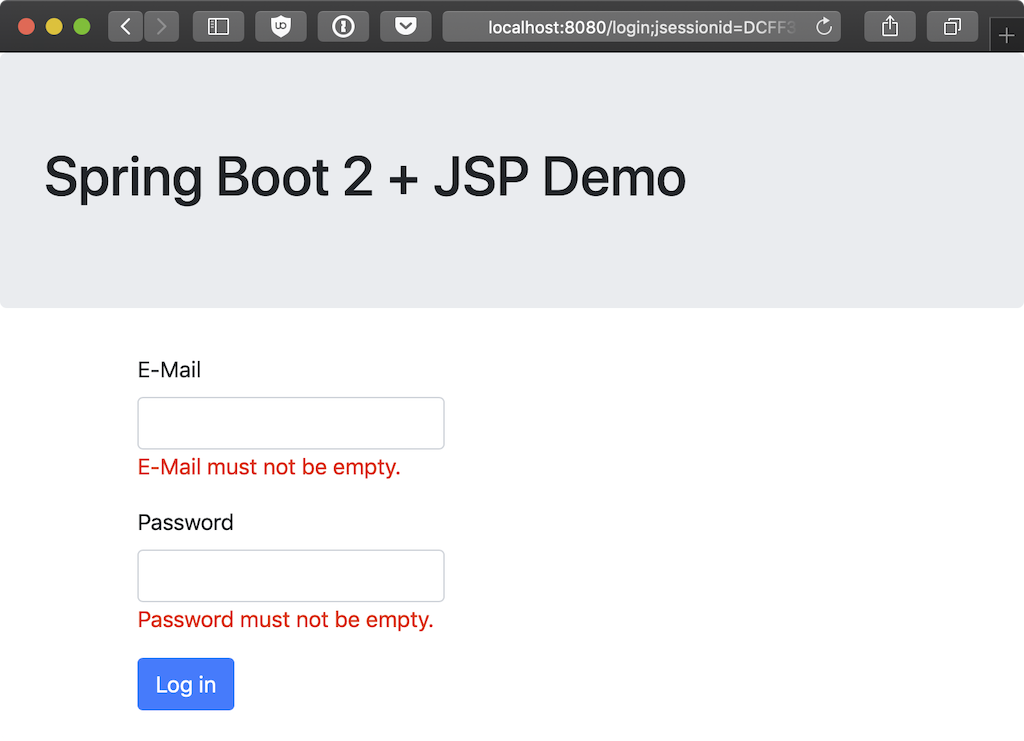 localhost:8080/login;jsessionid=DCFF3
Spring Boot 2 + JSP Demo
E-Mail
E-Mail must not be empty.
Password
Password must not be empty.
Log in